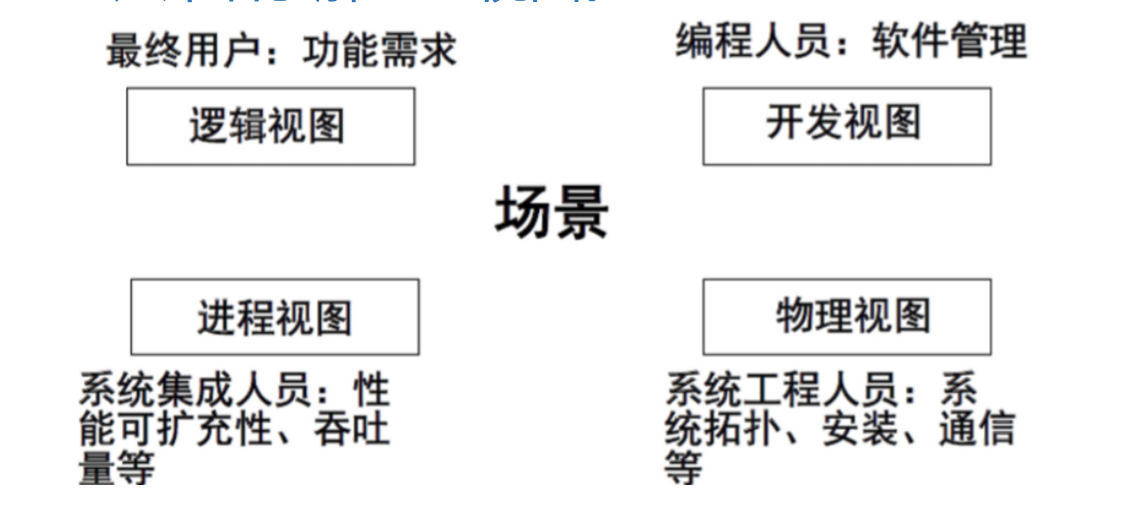 最终用户：功能需求
编程人员：软件管理
逻辑视图
开发视图
场景
进程视图
物理视图
系统集成人员：性
能可扩充性、吞吐
量等
系统工程人员：系
统拓扑、安装、通信
等